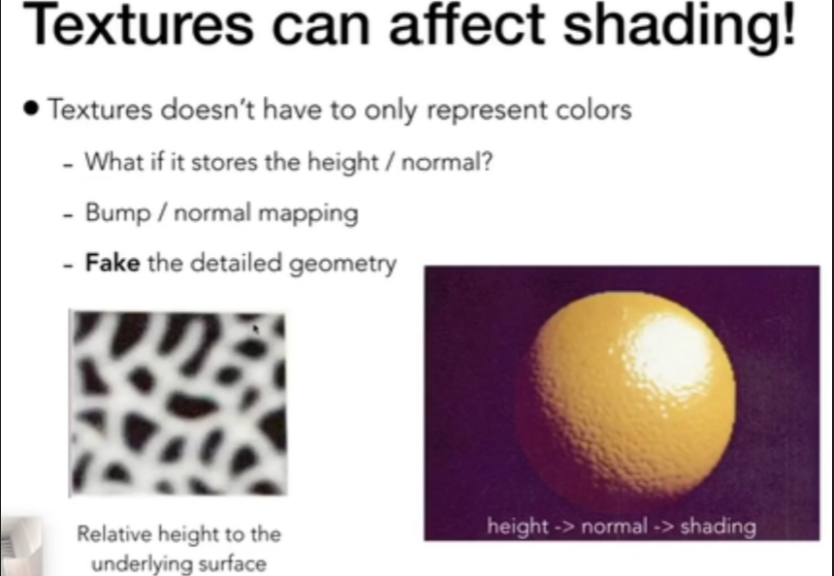 Textures can affect shading!
● Textures doesn't have to only represent colors
- What if it stores the height / normal?
- Bump / normal mapping
- Fake the detailed geometry
height -> normal -> shading
Relative height to the
underlying surface